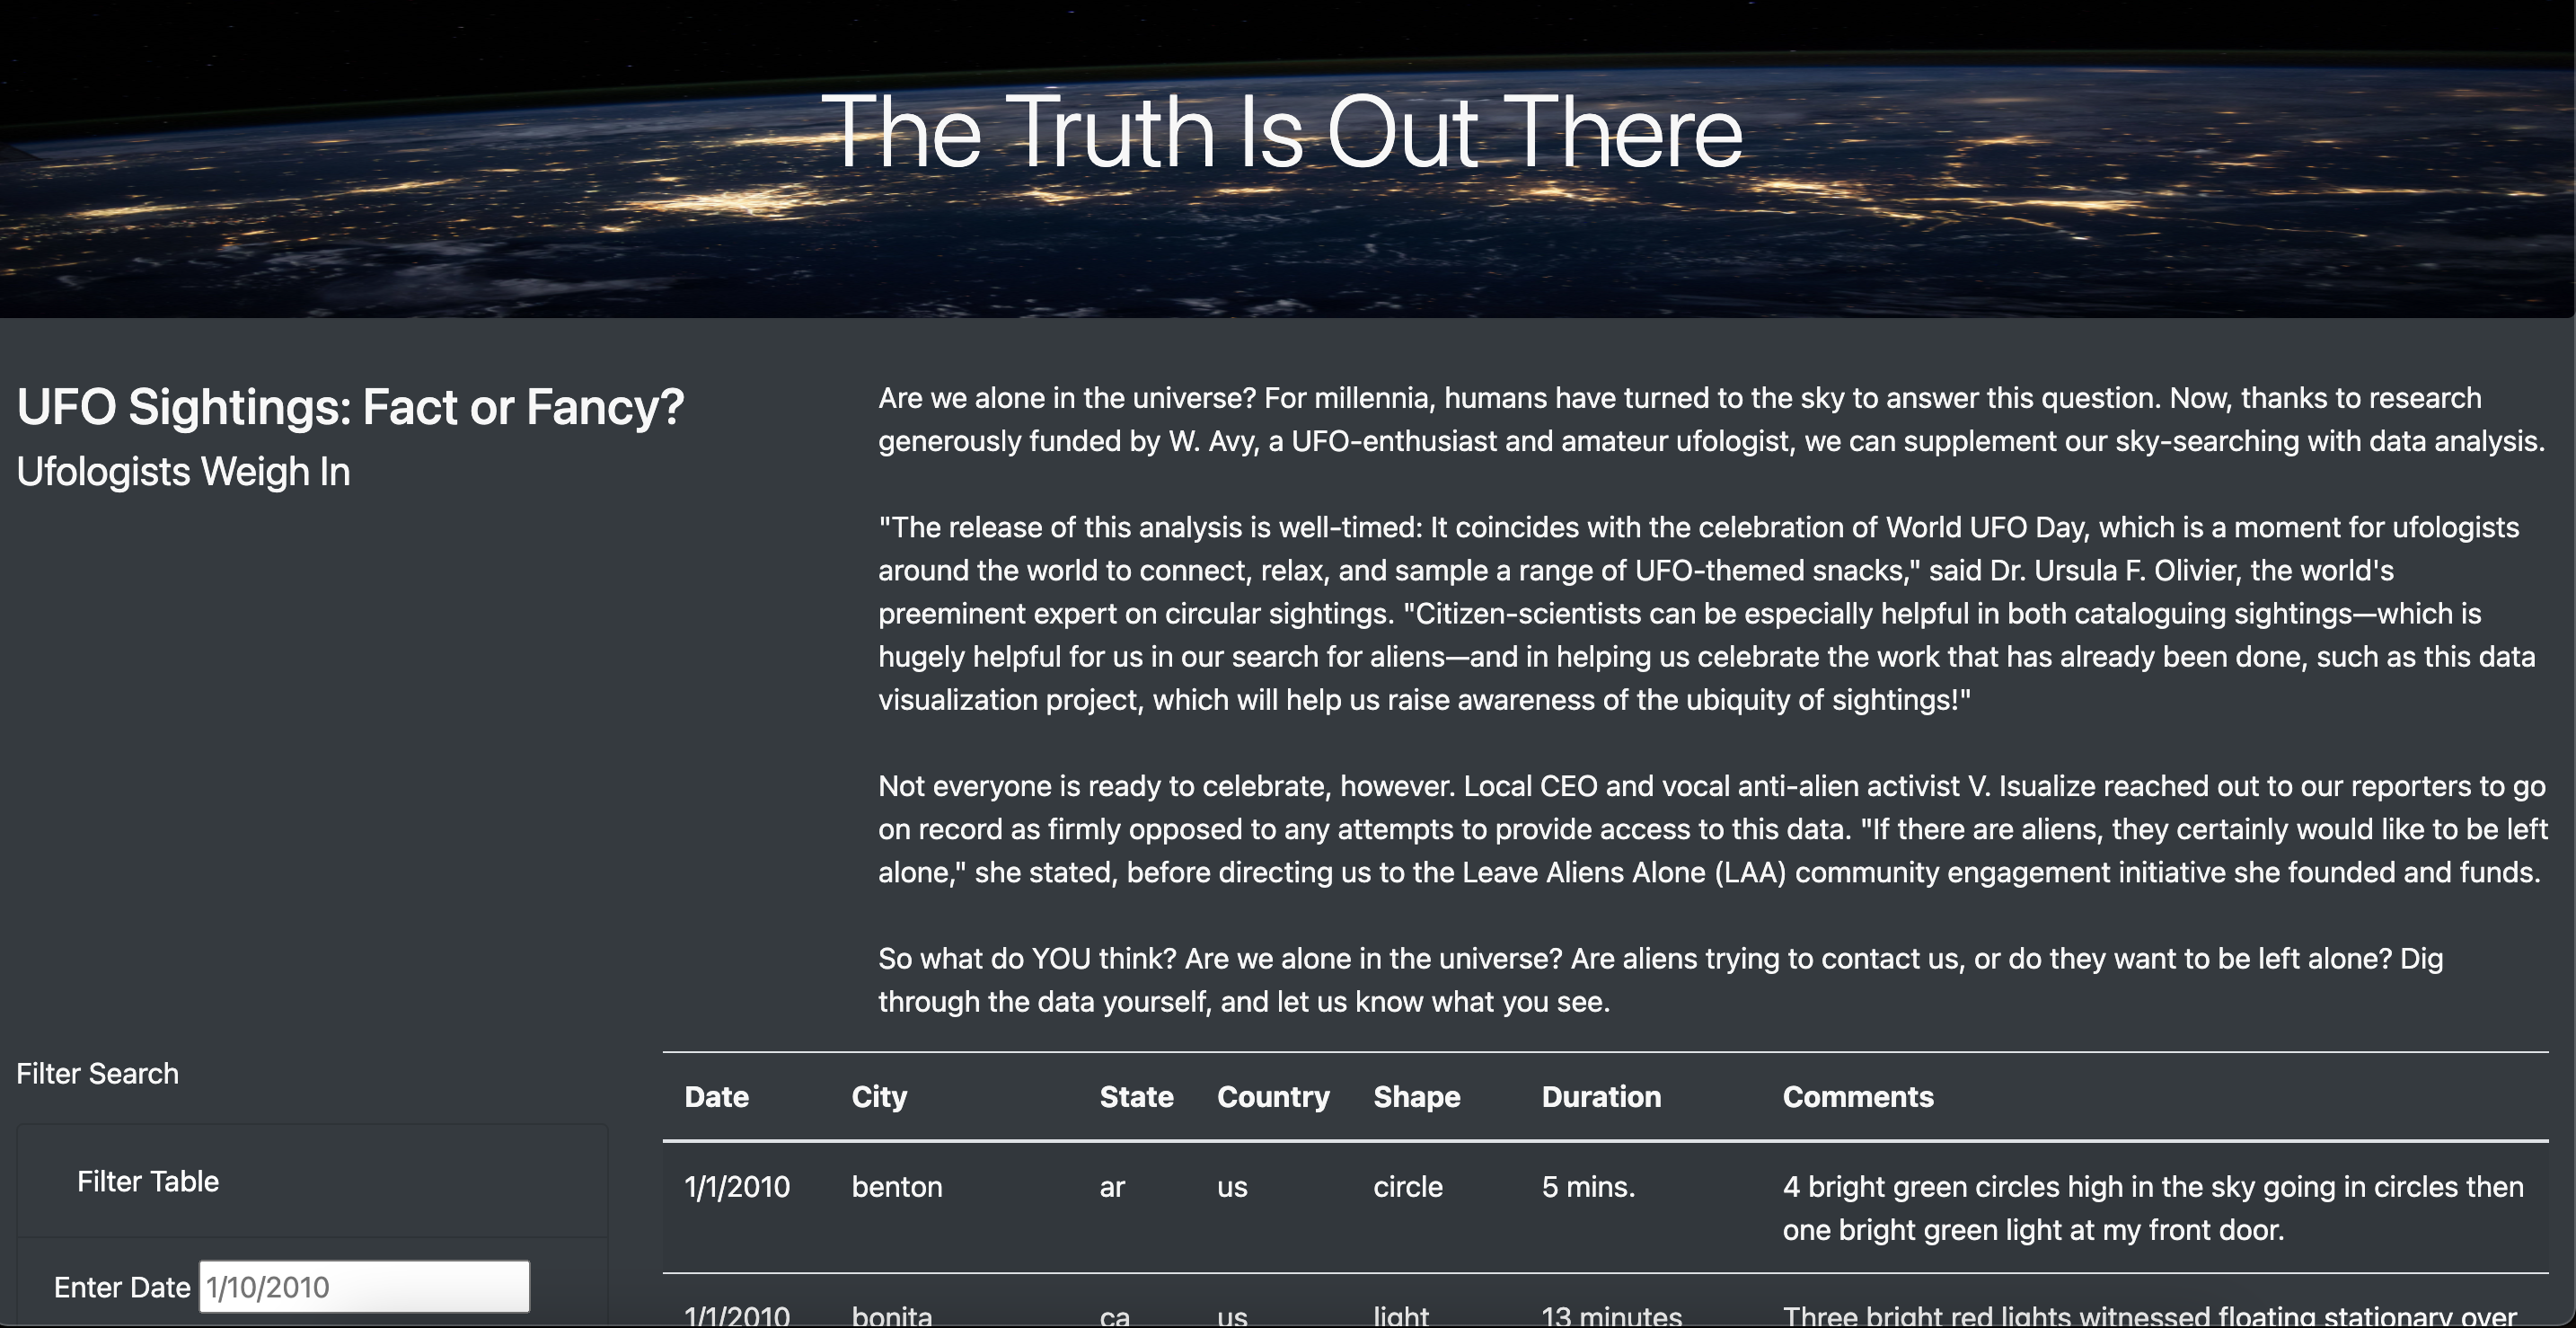 The Truth Is Out There
UFO Sightings: Fact or Fancy?
Ufologists Weigh In
Are we alone in the universe? For millennia, humans have turned to the sky to answer this question. Now, thanks to research
generously funded by W. Avy, a UFO-enthusiast and amateur ufologist, we can supplement our sky-searching with data analysis.
"The release of this analysis is well-timed: It coincides with the celebration of World UFO Day, which is a moment for ufologists
around the world to connect, relax, and sample a range of UFO-themed snacks," said Dr. Ursula F. Olivier, the world's
preeminent expert on circular sightings. "Citizen-scientists can be especially helpful in both cataloguing sightings—which is
hugely helpful for us in our search for aliens—and in helping us celebrate the work that has already been done, such as this data
visualization project, which will help us raise awareness of the ubiquity of sightings!"
Not everyone is ready to celebrate, however. Local CEO and vocal anti-alien activist V. Isualize reached out to our reporters to go
on record as firmly opposed to any attempts to provide access to this data. "If there are aliens, they certainly would like to be left
alone," she stated, before directing us to the Leave Aliens Alone (LAA) community engagement initiative she founded and funds.
So what do YOU think? Are we alone in the universe? Are aliens trying to contact us, or do they want to be left alone? Dig
through the data yourself, and let us know what you see.
Filter Search
Filter Table
Enter Date 1/10/2010
Date City State Country Shape Duration Comments
1/1/2010 benton ar us circle 5 mins. 4 bright green circles high in the sky going in circles then
one bright green light at my front door.
1/1/2010 bonita ca us light 13 minutes Three bright red lights witnessed floating stationary over